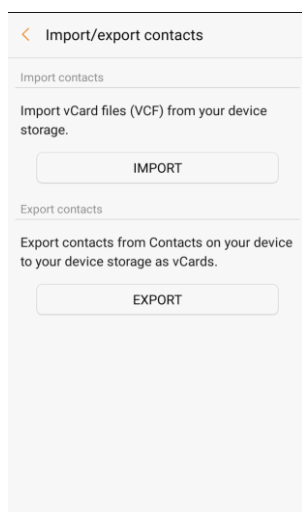 Import/export contacts
Import contacts
Import vCard files (VCF) from your device
storage.
IMPORT
Export contacts
Export contacts from Contacts on your device
to your device storage as vCards.
EXPORT